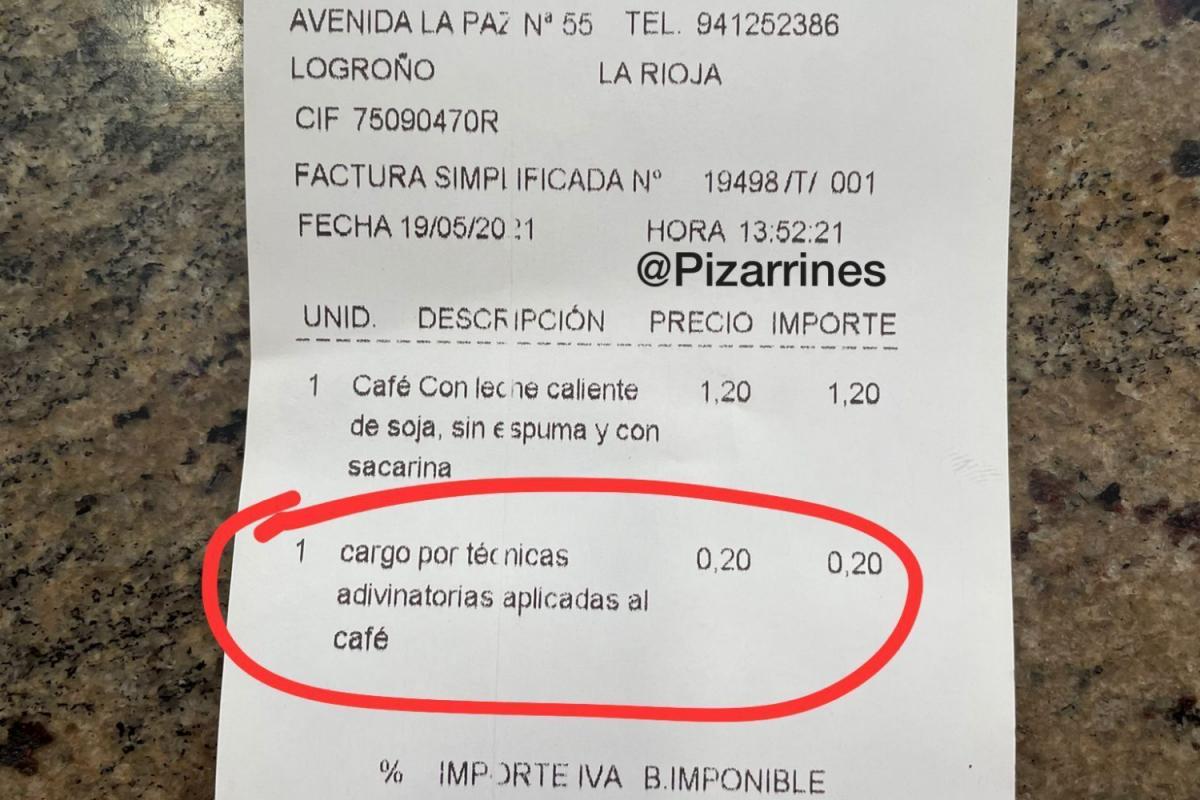 AVENIDA LA PAZ Nª 55 TEL. 941252386
LOGROÑO LA RIOJA
CIF 75090470R
FACTURA SIMPLIFICADA Nº 19498/T/ 001
FECHA 19/05/2021 HORA 13:52:21
@Pizarrines
UNID. DESCRIPCIÓN PRECIO IMPORTE
1 Café Con leche caliente 1,20 1,20
de soja, sin espuma y con
sacarina
1 cargo por técnicas 0,20 0,20
adivinatorias aplicadas al
café
% IMPORTE IVA B.IMPONIBLE